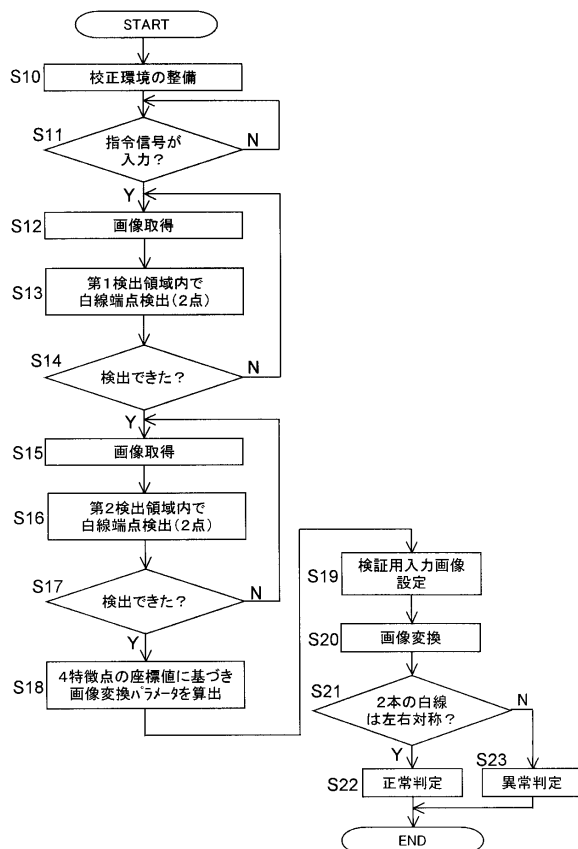 START
S10
校正環境の整備
S11
指令信号が
入力?
N
Y
S12
画像取得
S13
第1検出領域内で
白線端点検出(2点)
S14
検出できた?
N
Y
S15
画像取得
S16
第2検出領域内で
白線端点検出(2点)
S17
検出できた?
N
Y
S18
4特徴点の座標値に基づき
画像変換パラメータを算出
S19
検証用入力画像
設定
S20
画像変換
S21
2本の白線
は左右対称?
N
Y
S22
正常判定
S23
異常判定
END